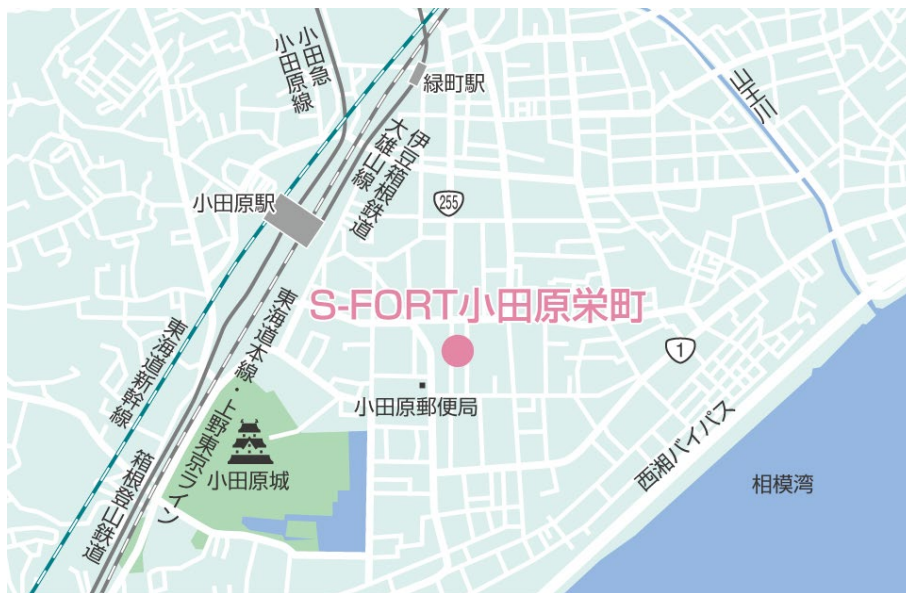 小田急
小田原線
緑町駅
山王川
伊豆箱根鉄道
大雄山線
小田原駅
255
S-FORT小田原栄町
東海道新幹線
東海道本線・上野東京ライン
1
小田原郵便局
西湘バイパス
小田原城
箱根登山鉄道
相模湾